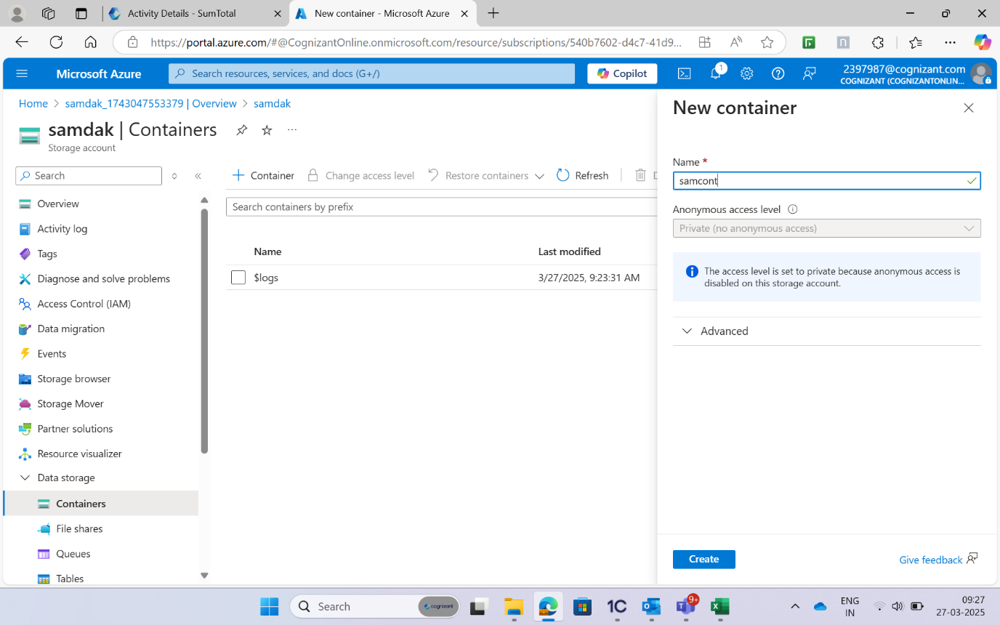 Activity Details - SumTotal
New container - Microsoft Azure
https://portal.azure.com/#@CognizantOnline.onmicrosoft.com/resource/subscriptions/540b7602-d4c7-41d9...
Microsoft Azure
Search resources, services, and docs (G+/)
Copilot
1
2397987@cognizant.com
COGNIZANT (COGNIZANTONLIN...
Home > samdak_1743047553379 | Overview > samdak
samdak | Containers
Storage account
Search
Container
Change access level
Restore containers
Refresh
Search containers by prefix
Name
Last modified
$logs
3/27/2025, 9:23:31 AM
Overview
Activity log
Tags
Diagnose and solve problems
Access Control (IAM)
Data migration
Events
Storage browser
Storage Mover
Partner solutions
Resource visualizer
Data storage
Containers
File shares
Queues
Tables
New container
Name *
samcont
Anonymous access level
Private (no anonymous access)
The access level is set to private because anonymous access is
disabled on this storage account.
Advanced
Create
Give feedback
Search
cognizant
1C
9+
ENG
IN
09:27
27-03-2025